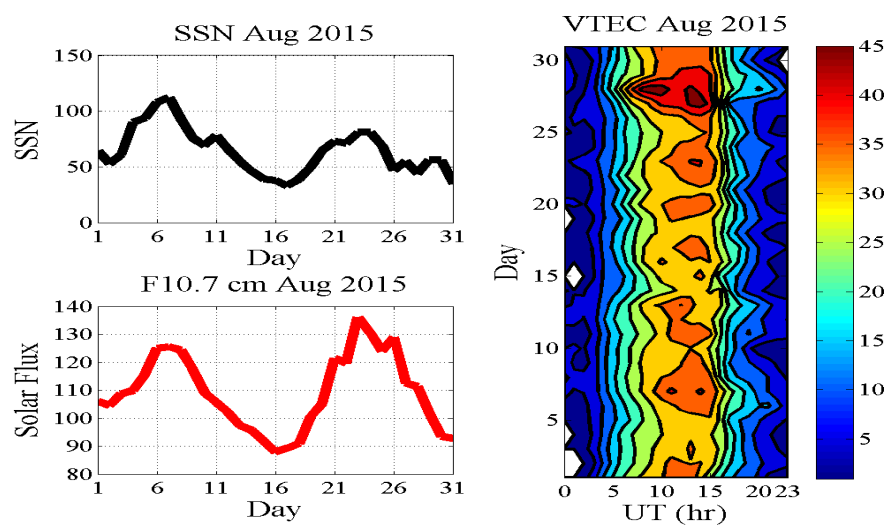 SSN Aug 2015
150
100
50
0
SSN
1 6 11 16 21 26 31
Day
F10.7 cm Aug 2015
140
130
120
110
100
90
80
Solar Flux
1 6 11 16 21 26 31
Day
VTEC Aug 2015
30
25
20
15
10
5
Day
0 5 10 15 20 23
UT (hr)
45
40
35
30
25
20
15
10
5